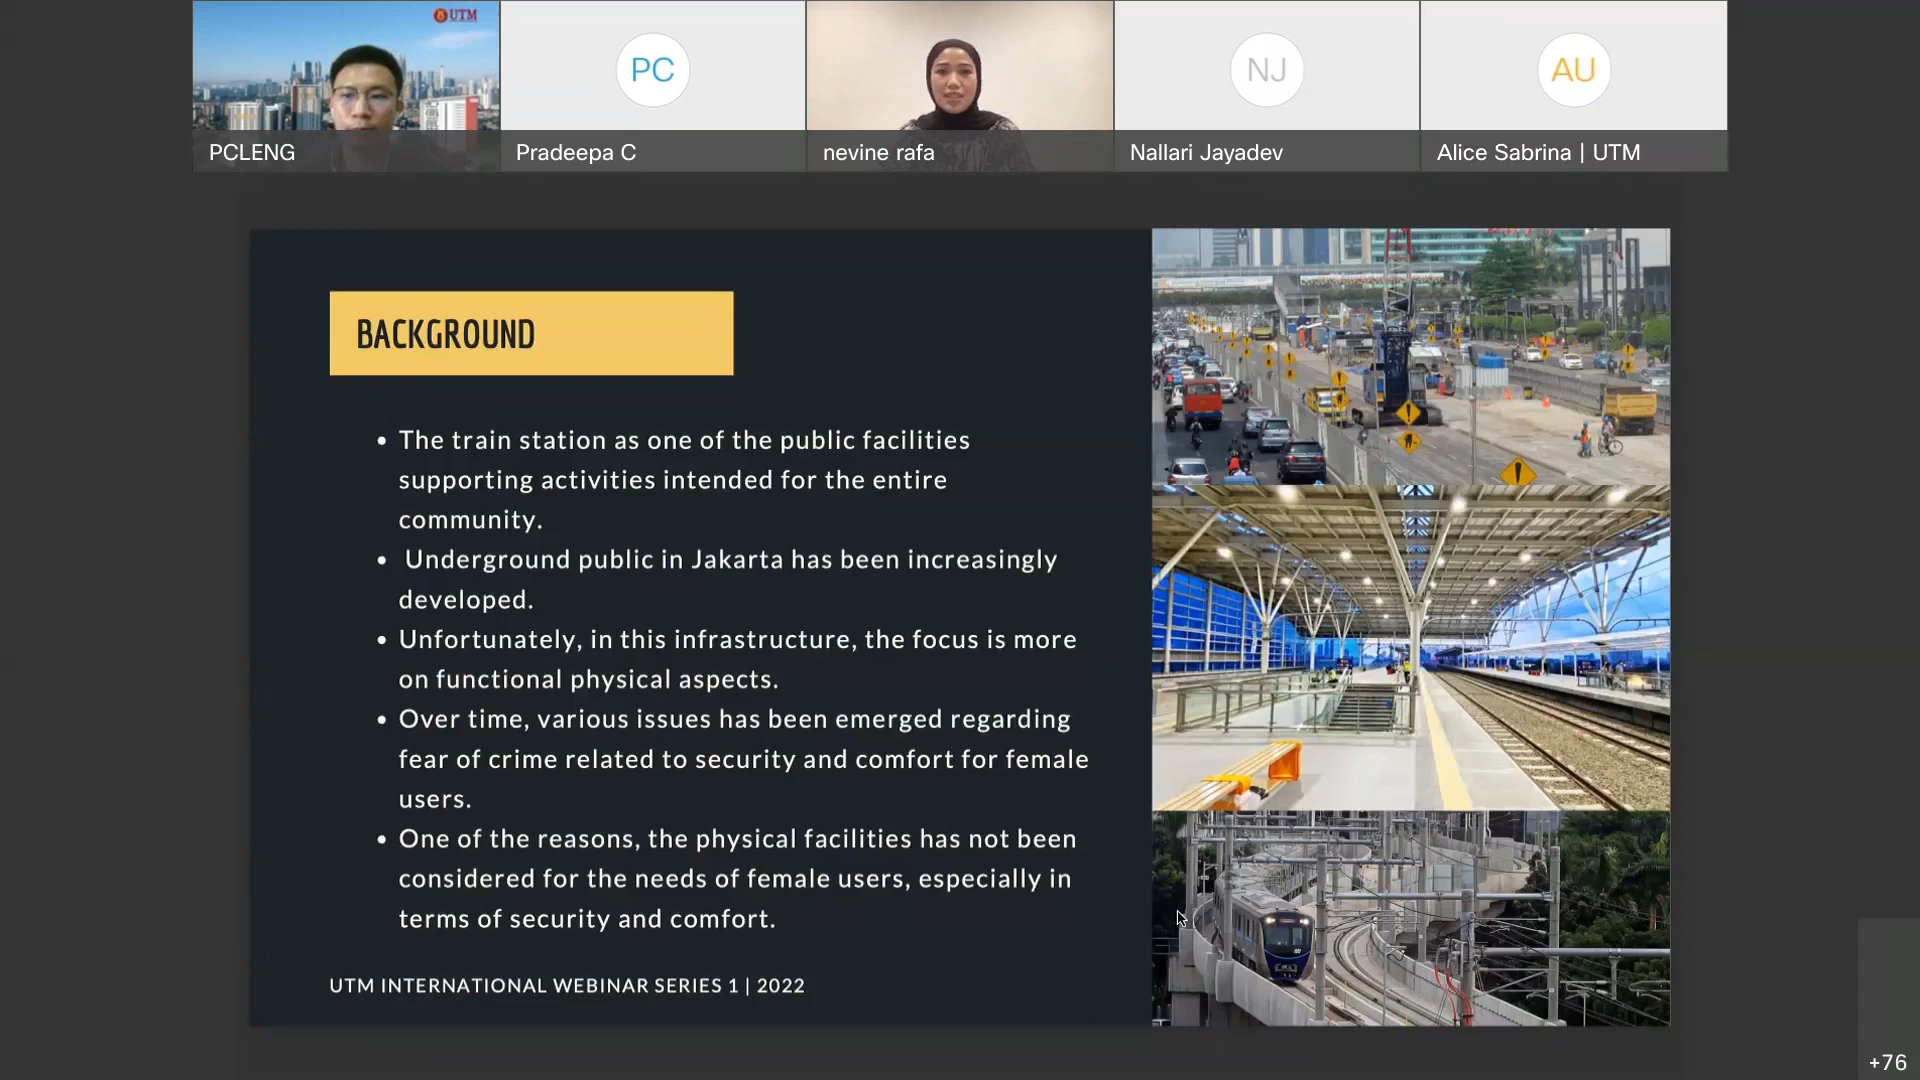 UTM
PC
NJ
AU
PCLENG
Pradeepa C
nevine rafa
Nallari Jayadev
Alice Sabrina | UTM
BACKGROUND
• The train station as one of the public facilities
supporting activities intended for the entire
community.
• Underground public in Jakarta has been increasingly
developed.
• Unfortunately, in this infrastructure, the focus is more
on functional physical aspects.
• Over time, various issues has been emerged regarding
fear of crime related to security and comfort for female
users.
• One of the reasons, the physical facilities has not been
considered for the needs of female users, especially in
terms of security and comfort.
UTM INTERNATIONAL WEBINAR SERIES 1 | 2022
+76